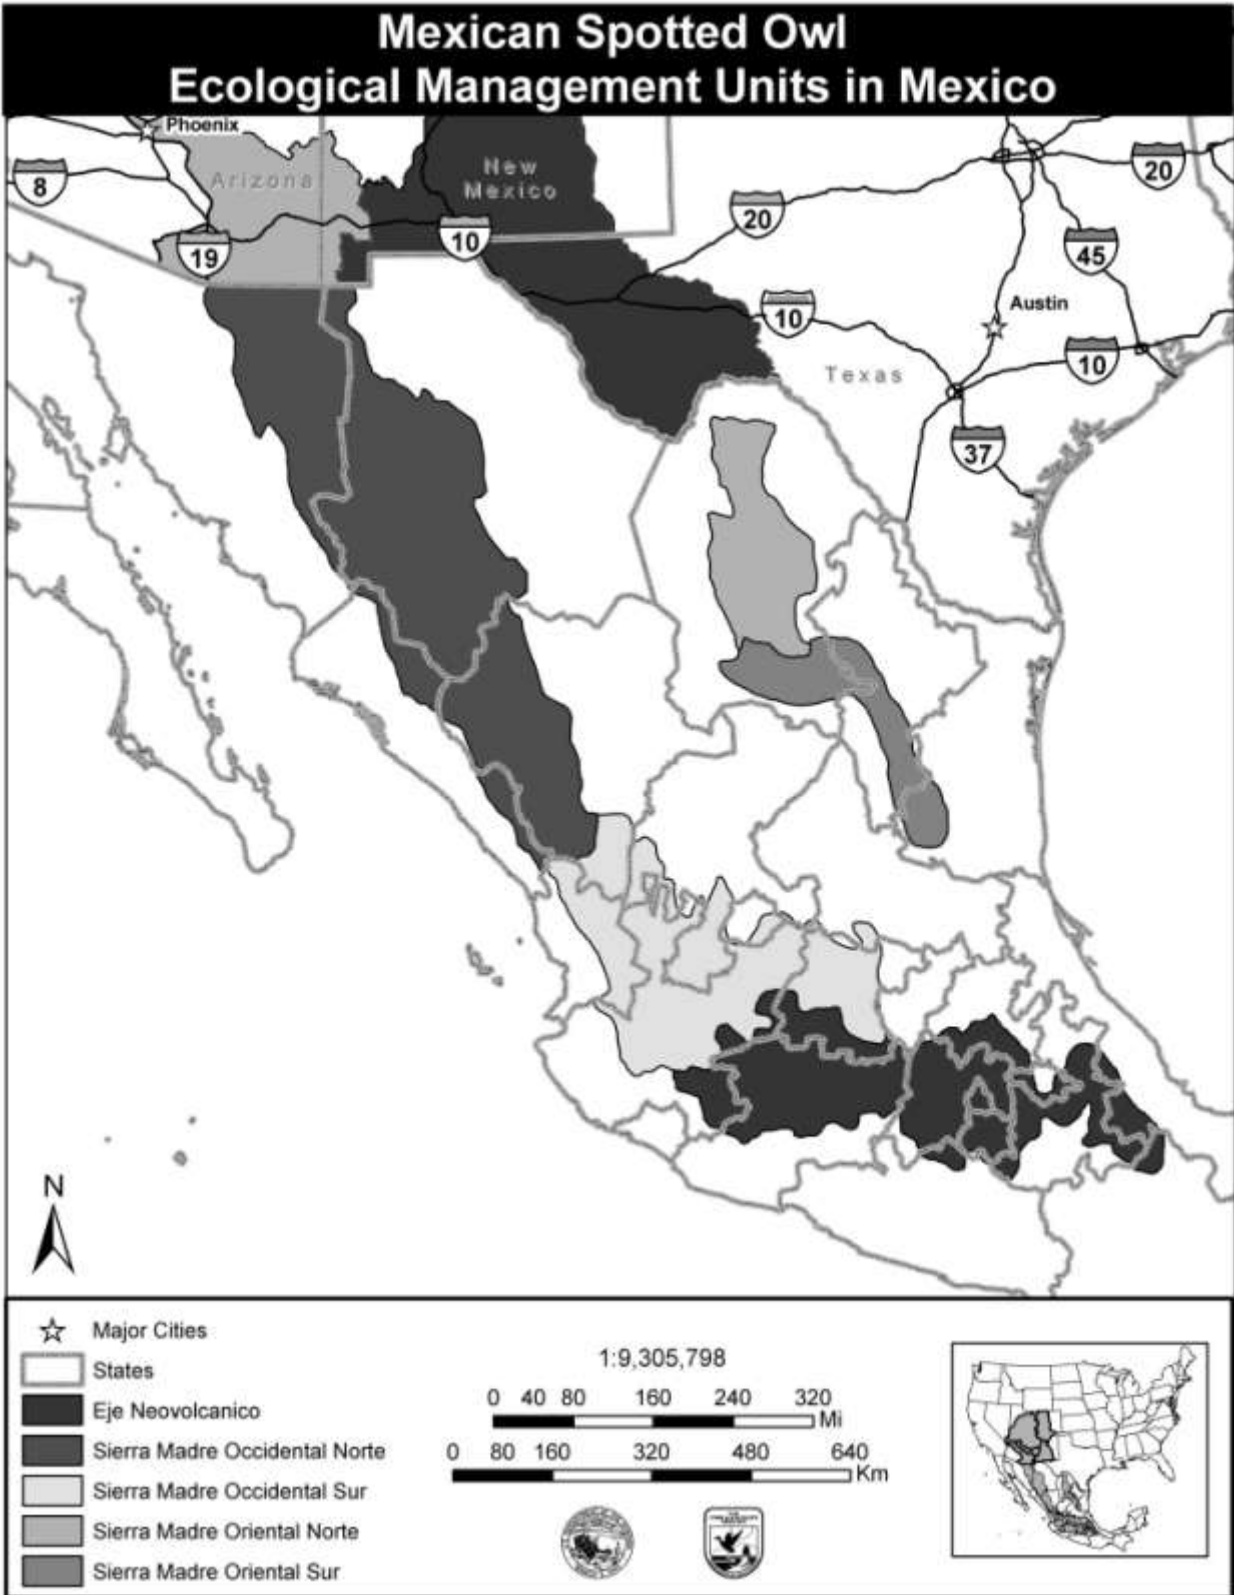 Mexican Spotted Owl
Ecological Management Units in Mexico
Phoenix
Arizona
New
Mexico
8
19
10
20
20
45
10
Austin
Texas
10
37
N
Major Cities
States
Eje Neovolcanico
Sierra Madre Occidental Norte
Sierra Madre Occidental Sur
Sierra Madre Oriental Norte
Sierra Madre Oriental Sur
1:9,305,798
0 40 80 160 240 320
Mi
0 80 160 320 480 640
Km